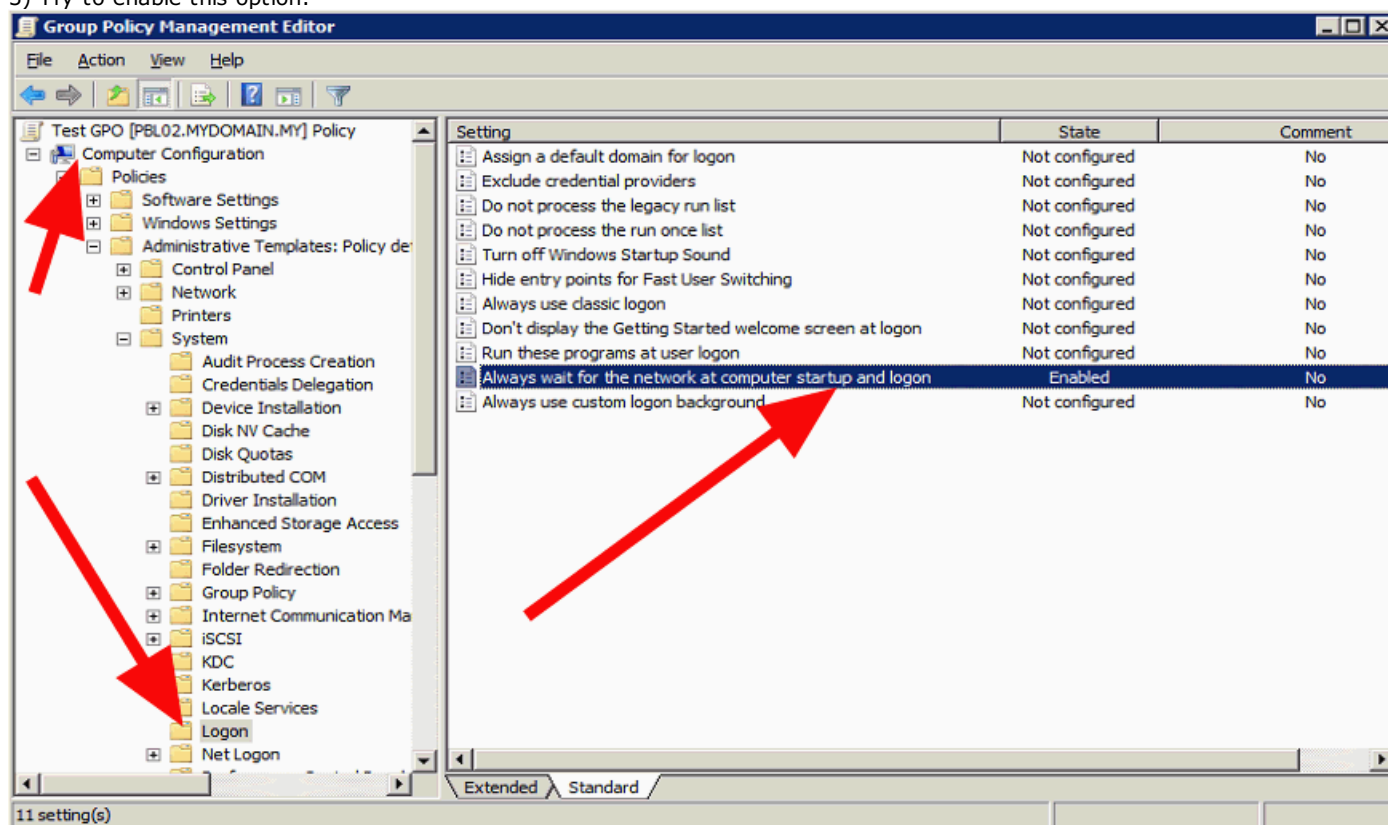 3) Try to enable this option:
Group Policy Management Editor
File Action View Help
Test GPO [PBL02.MYDOMAIN.MY] Policy
Computer Configuration
Policies
Software Settings
Windows Settings
Administrative Templates: Policy de
Control Panel
Network
Printers
System
Audit Process Creation
Credentials Delegation
Device Installation
Disk NV Cache
Disk Quotas
Distributed COM
Driver Installation
Enhanced Storage Access
Filesystem
Folder Redirection
Group Policy
Internet Communication Ma
iSCSI
KDC
Kerberos
Locale Services
Logon
Net Logon
Setting State Comment
Assign a default domain for logon Not configured No
Exclude credential providers Not configured No
Do not process the legacy run list Not configured No
Do not process the run once list Not configured No
Turn off Windows Startup Sound Not configured No
Hide entry points for Fast User Switching Not configured No
Always use classic logon Not configured No
Don't display the Getting Started welcome screen at logon Not configured No
Run these programs at user logon Not configured No
Always wait for the network at computer startup and logon Enabled No
Always use custom logon background Not configured No
Extended Standard
11 setting(s)